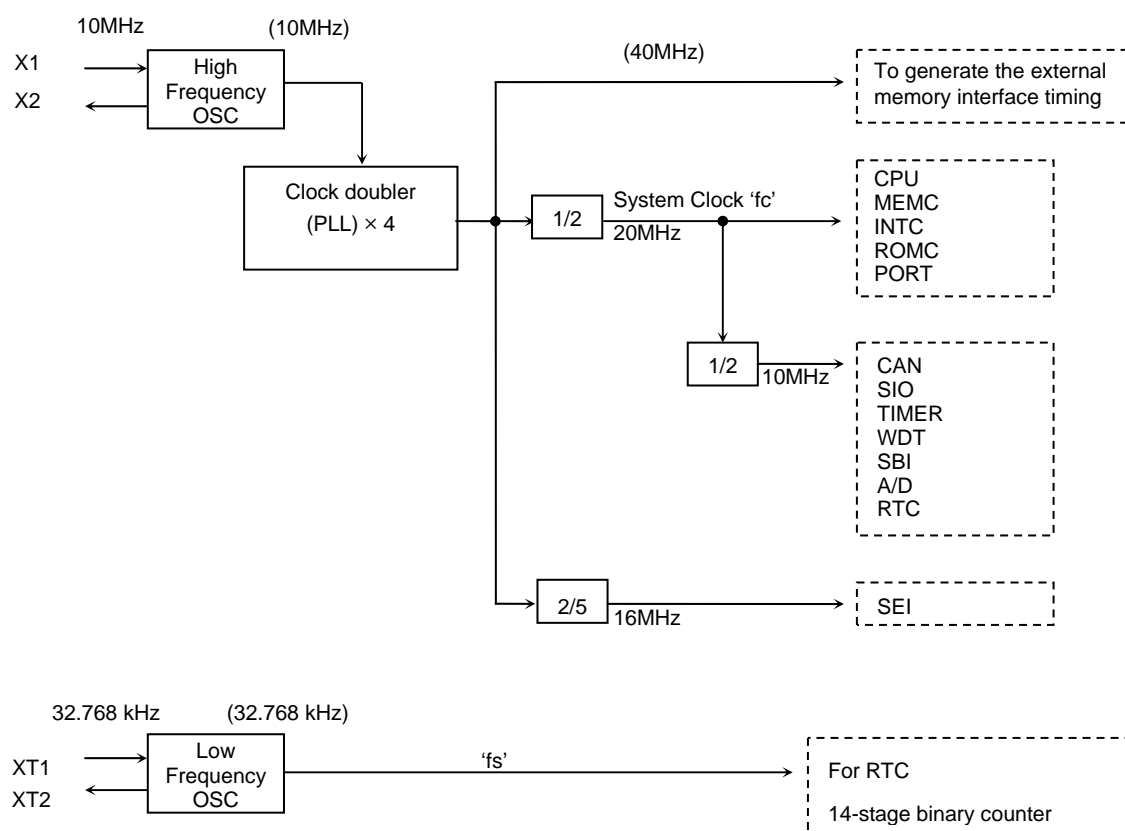 10MHz
(10MHz)
X1
X2
High
Frequency
OSC
(40MHz)
To generate the external
memory interface timing
Clock doubler
(PLL) × 4
1/2
System Clock ‘fc’
20MHz
CPU
MEMC
INTC
ROMC
PORT
1/2
10MHz
CAN
SIO
TIMER
WDT
SBI
A/D
RTC
2/5
16MHz
SEI
32.768 kHz
(32.768 kHz)
XT1
XT2
Low
Frequency
OSC
‘fs’
For RTC
14-stage binary counter